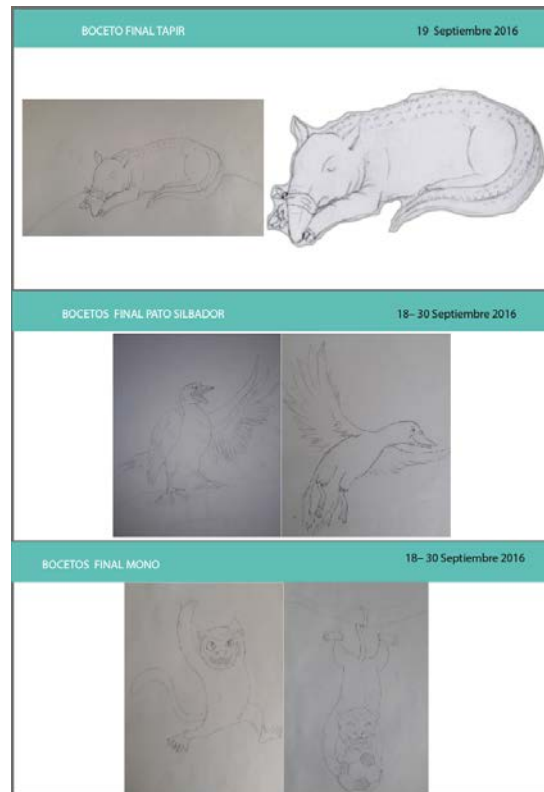 BOCETO FINAL TAPIR 19 Septiembre 2016
BOCETOS FINAL PATO SILBADOR 18– 30 Septiembre 2016
BOCETOS FINAL MONO 18– 30 Septiembre 2016